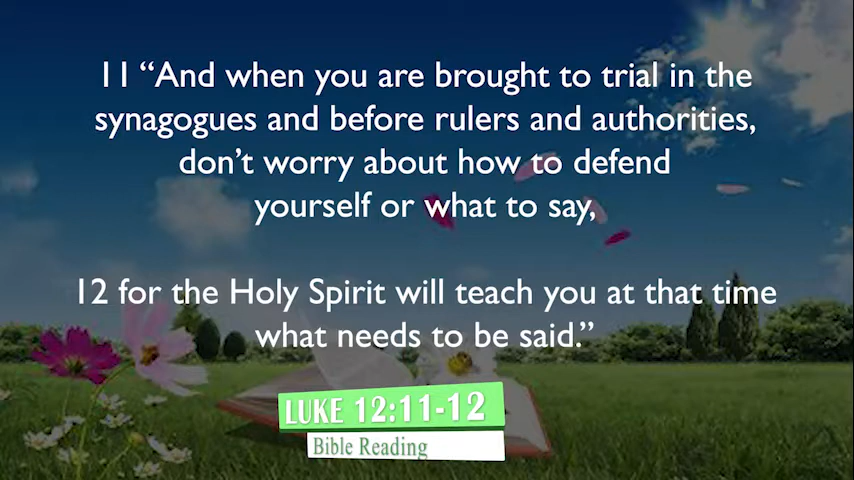 11 “And when you are brought to trial in the
synagogues and before rulers and authorities,
don’t worry about how to defend
yourself or what to say,
12 for the Holy Spirit will teach you at that time
what needs to be said.”
LUKE 12:11-12
Bible Reading